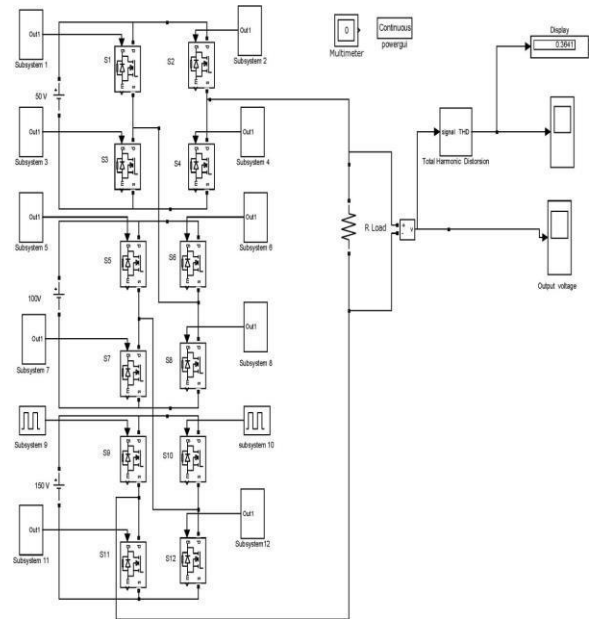 Out1
Subsystem 1
S1
S2
Out1
Subsystem 2
0
Multimeter
Continuous
powergui
Display
0.3641
50 V
Out1
Subsystem 3
S3
S4
Out1
Subsystem 4
signal THD
Total Harmonic Distorsion
Out1
Subsystem 5
S5
S6
Out1
Subsystem 6
R Load
+
-
v
Output voltage
100V
Out1
Subsystem 7
S7
S8
Out1
Subsystem 8
Subsystem 9
S9
S10
subsystem 10
150 V
Out1
Subsystem 11
S11
S12
Out1
Subsystem12